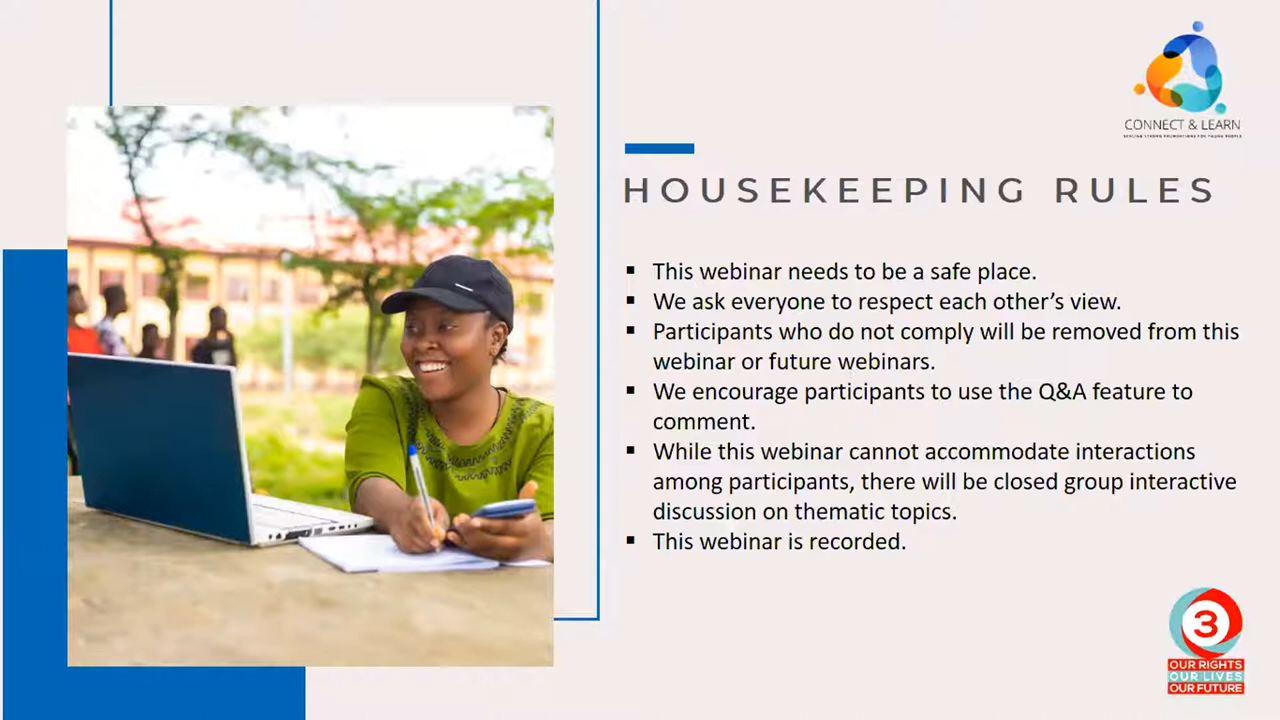 CONNECT & LEARN
HOUSEKEEPING RULES
▪ This webinar needs to be a safe place.
▪ We ask everyone to respect each other’s view.
▪ Participants who do not comply will be removed from this
webinar or future webinars.
▪ We encourage participants to use the Q&A feature to
comment.
▪ While this webinar cannot accommodate interactions
among participants, there will be closed group interactive
discussion on thematic topics.
▪ This webinar is recorded.
3
OUR RIGHTS
OUR LIVES
OUR FUTURE